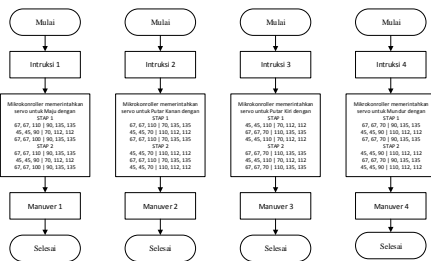 Mulai
Intruksi 1
Mikrokonroller memerintahkan
servo untuk Maju dengan
STAP 1
67, 67, 110 | 90, 135, 135
45, 45, 90 | 70, 112, 112
67, 67, 100 | 90, 135, 135
STAP 2
67, 67, 110 | 90, 135, 135
45, 45, 90 | 70, 112, 112
67, 67, 100 | 90, 135, 135
Manuver 1
Selesai
Mulai
Intruksi 2
Mikrokonroller memerintahkan
servo untuk Putar Kanan dengan
STAP 1
67, 67, 110 | 70, 135, 135
45, 45, 70 | 110, 112, 112
67, 67, 110 | 70, 135, 135
STAP 2
45, 45, 70 | 110, 112, 112
67, 67, 110 | 70, 135, 135
45, 45, 70 | 110, 112, 112
Manuver 2
Selesai
Mulai
Intruksi 3
Mikrokonroller memerintahkan
servo untuk Putar Kiri dengan
STAP 1
45, 45, 110 | 70, 112, 112
67, 67, 70 | 110, 135, 135
45, 45, 110 | 70, 112, 112
STAP 2
67, 67, 70 | 110, 135, 135
45, 45, 110 | 70, 112, 112
67, 67, 70 | 110, 135, 135
Manuver 3
Selesai
Mulai
Intruksi 4
Mikrokonroller memerintahkan
servo untuk Mundur dengan
STAP 1
67, 67, 70 | 90, 135, 135
45, 45, 90 | 110, 112, 112
67, 67, 70 | 90, 135, 135
STAP 2
45, 45, 90 | 110, 112, 112
67, 67, 70 | 90, 135, 135
45, 45, 90 | 110, 112, 112
Manuver 4
Selesai